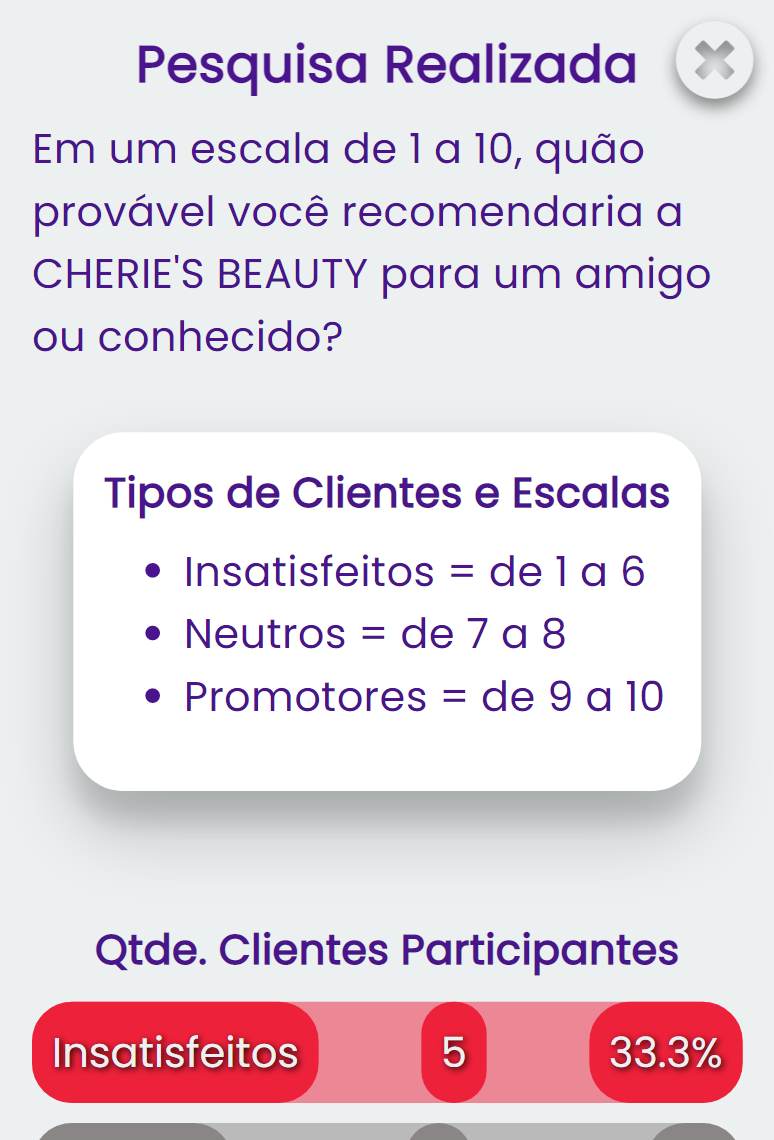 Pesquisa Realizada
Em um escala de 1 a 10, quão
provável você recomendaria a
CHERIE'S BEAUTY para um amigo
ou conhecido?
Tipos de Clientes e Escalas
• Insatisfeitos = de 1 a 6
• Neutros = de 7 a 8
• Promotores = de 9 a 10
Qtde. Clientes Participantes
Insatisfeitos 5 33.3%